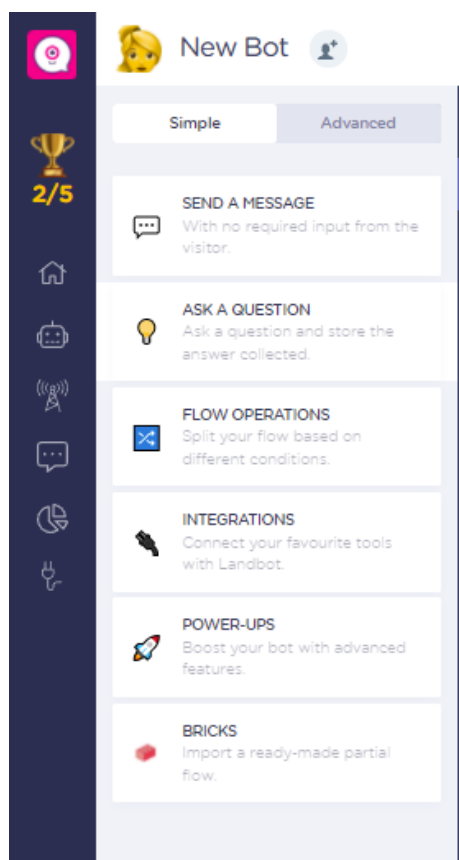 New Bot
Simple
Advanced
2/5
SEND A MESSAGE
With no required input from the
visitor.
ASK A QUESTION
Ask a question and store the
answer collected.
FLOW OPERATIONS
Split your flow based on
different conditions.
INTEGRATIONS
Connect your favourite tools
with Landbot.
POWER-UPS
Boost your bot with advanced
features.
BRICKS
Import a ready-made partial
flow.